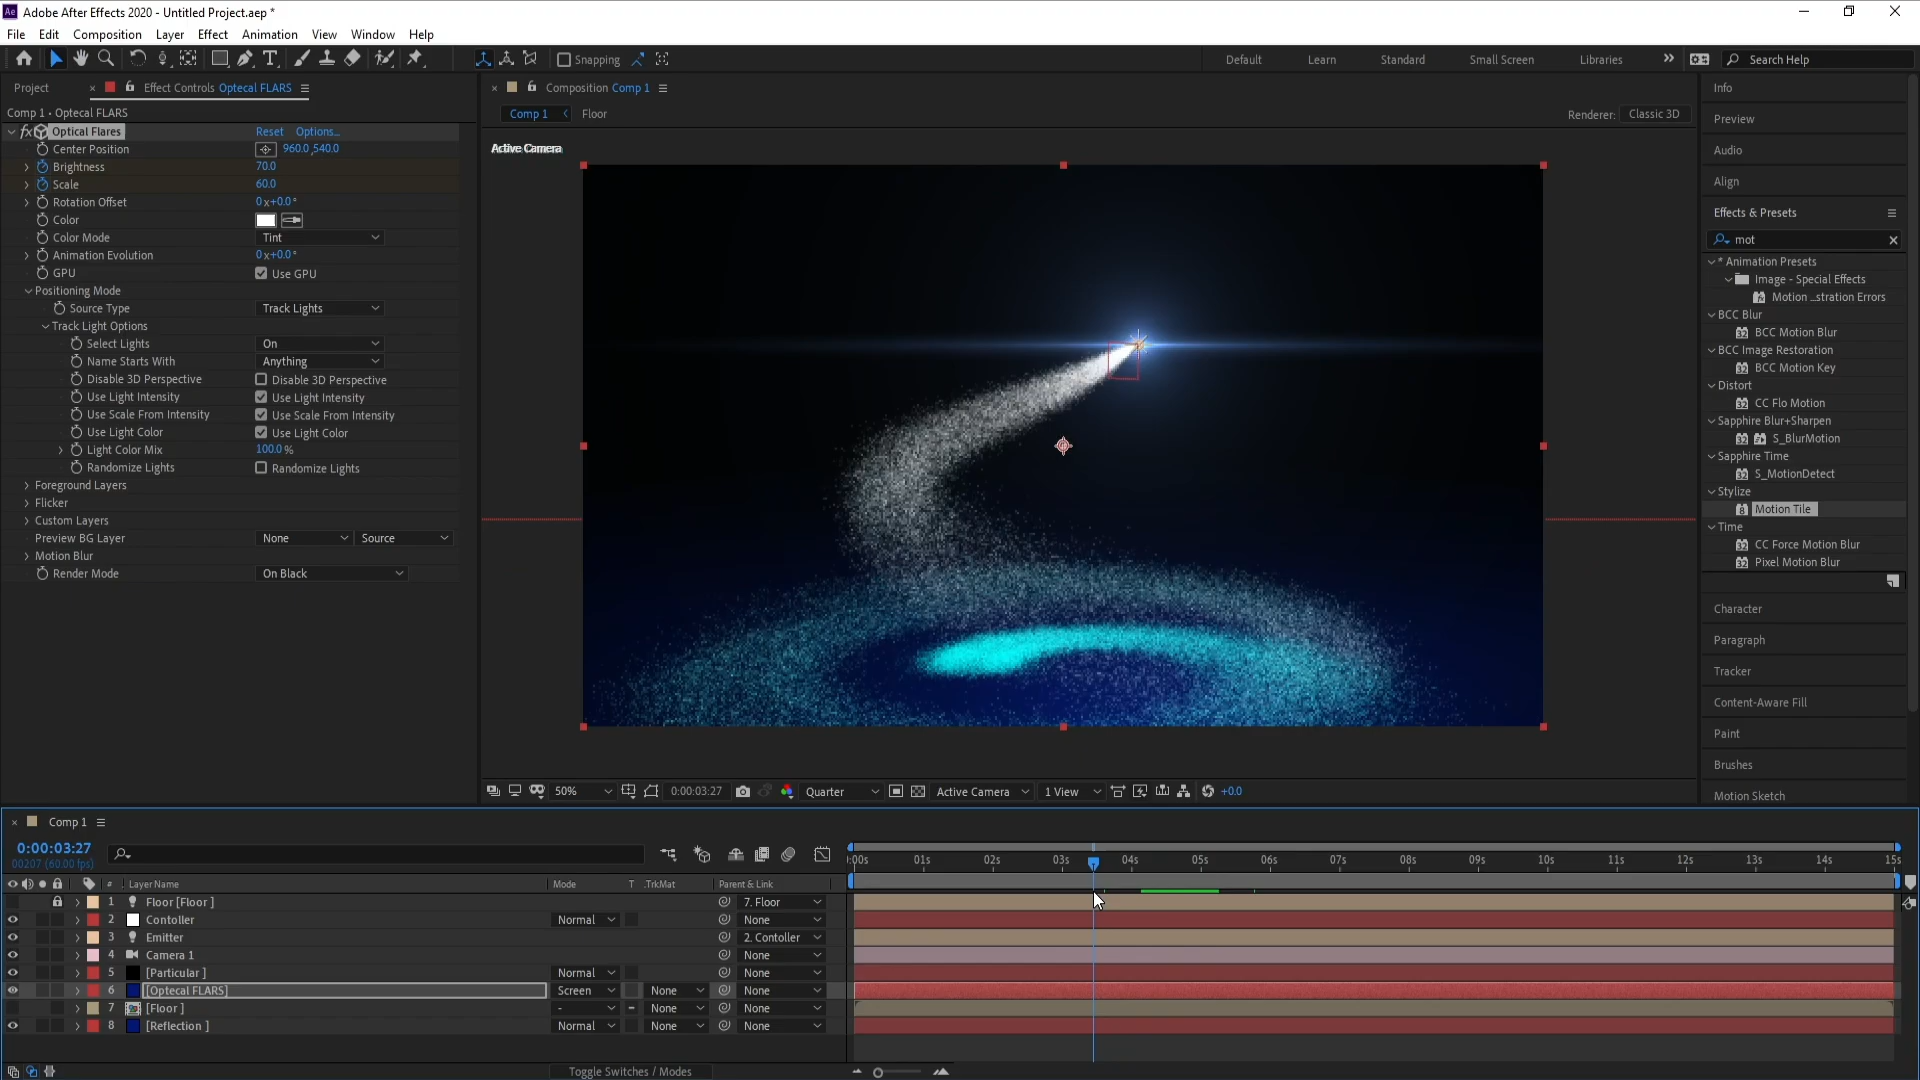 Ae Adobe After Effects 2020 - Untitled Project.aep *
File Edit Composition Layer Effect Animation View Window Help
Snapping Default Learn Standard Small Screen Libraries Search Help
Project Effect Controls Optecal FLARS
Comp 1 • Optecal FLARS
fx Optical Flares Reset Options...
Center Position 960.0,540.0
Brightness 70.0
Scale 60.0
Rotation Offset 0x+0.0°
Color
Color Mode Tint
Animation Evolution 0x+0.0°
GPU Use GPU
Positioning Mode
Source Type Track Lights
Track Light Options
Select Lights On
Name Starts With Anything
Disable 3D Perspective Disable 3D Perspective
Use Light Intensity Use Light Intensity
Use Scale From Intensity Use Scale From Intensity
Use Light Color Use Light Color
Light Color Mix 100.0%
Randomize Lights Randomize Lights
Foreground Layers
Flicker
Custom Layers
Preview BG Layer None Source
Motion Blur
Render Mode On Black
Composition Comp 1
Comp 1 Floor Renderer: Classic 3D
Active Camera
50% 0:00:03:27 Quarter Active Camera 1 View +0.0
Info
Preview
Audio
Align
Effects & Presets
mot
* Animation Presets
Image - Special Effects
Motion ...stration Errors
BCC Blur
BCC Motion Blur
BCC Image Restoration
BCC Motion Key
Distort
CC Flo Motion
Sapphire Blur+Sharpen
S_BlurMotion
Sapphire Time
S_MotionDetect
Stylize
Motion Tile
Time
CC Force Motion Blur
Pixel Motion Blur
Character
Paragraph
Tracker
Content-Aware Fill
Paint
Brushes
Motion Sketch
Comp 1
0:00:03:27
00207 (60.00 fps)
:00s 01s 02s 03s 04s 05s 06s 07s 08s 09s 10s 11s 12s 13s 14s 15s
# Layer Name Mode T .TrkMat Parent & Link
1 Floor [Floor ] 7. Floor
2 Contoller Normal None
3 Emitter 2. Contoller
4 Camera 1 None
5 [Particular ] Normal None
6 [Optecal FLARS] Screen None None
7 [Floor ] - None None
8 [Reflection ] Normal None None
Toggle Switches / Modes